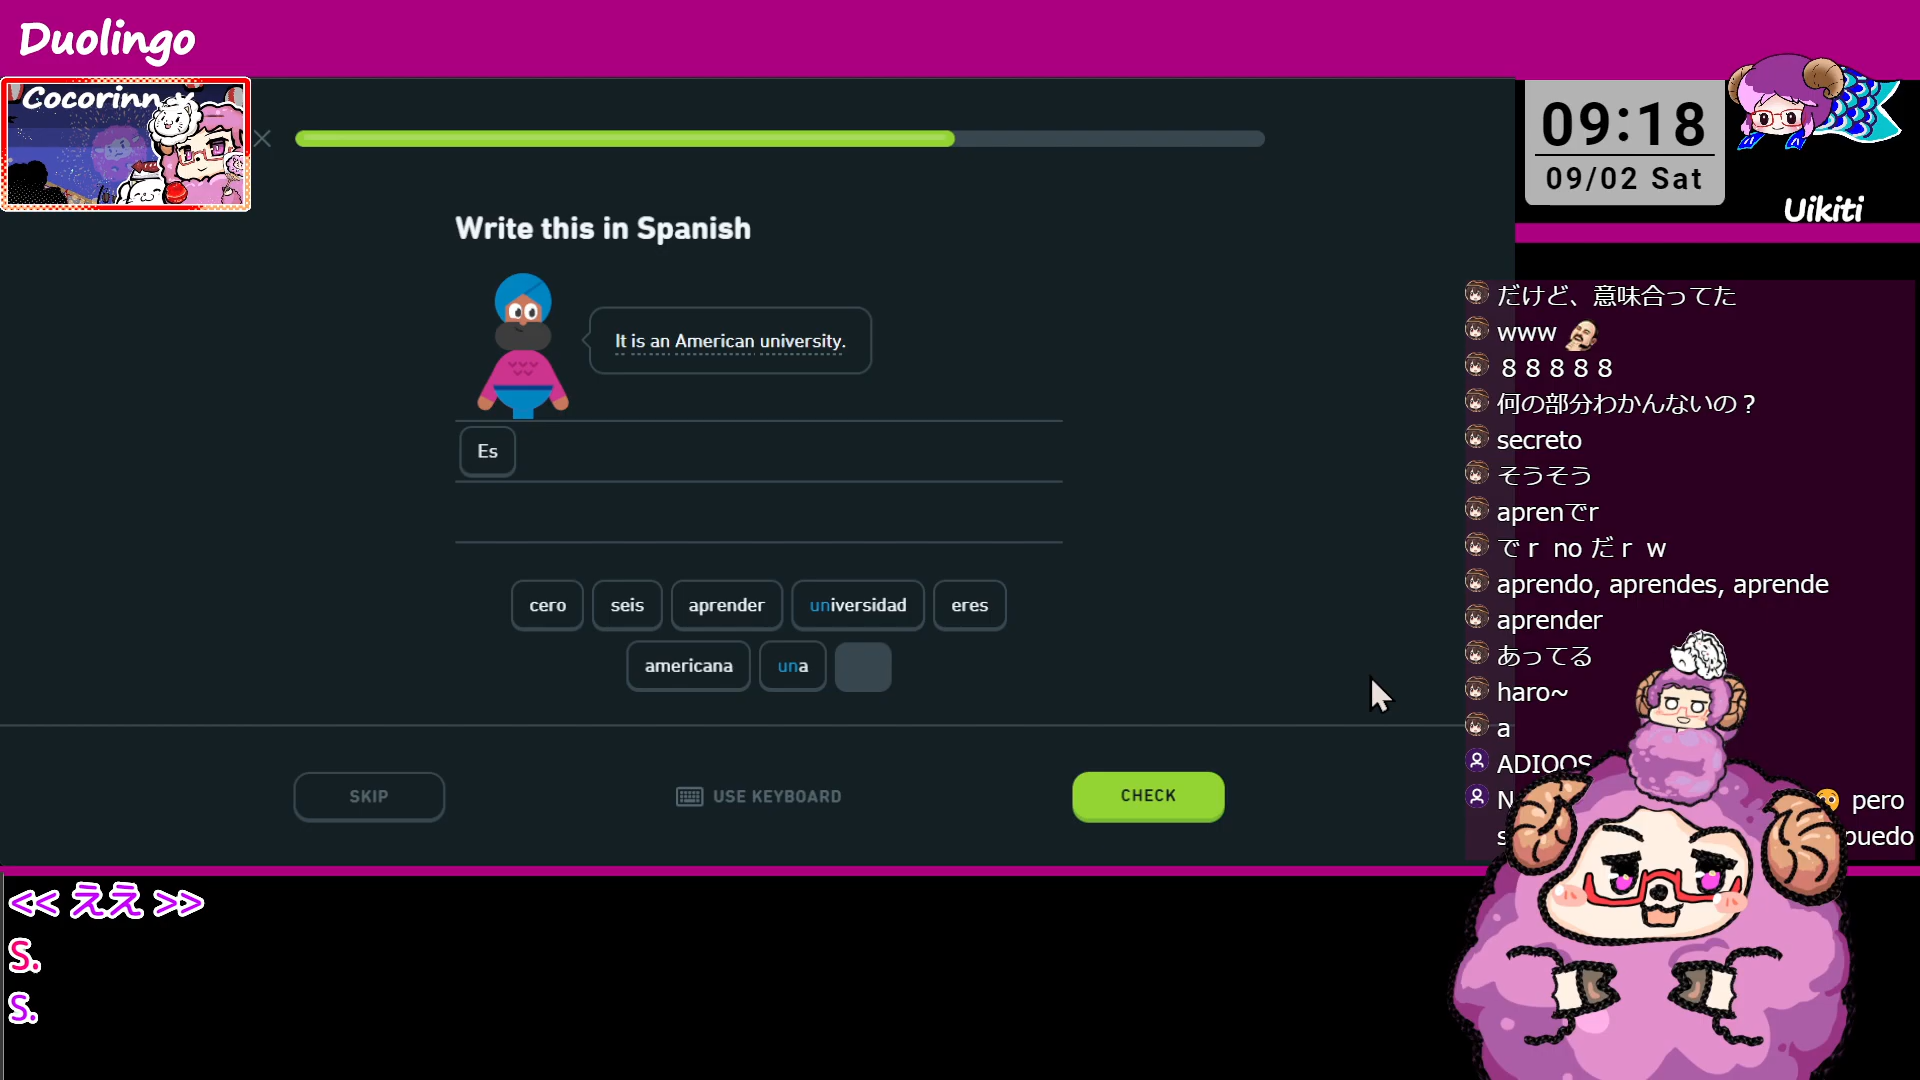 Duolingo
Cocorinn
09:18
09/02 Sat
Uikiti
Write this in Spanish
It is an American university.
Es
cero
seis
aprender
universidad
eres
americana
una
SKIP
USE KEYBOARD
CHECK
だけど、意味合ってた
www
８８８８８
何の部分わかんないの？
secreto
そうそう
aprenでr
でｒ no だｒ ｗ
aprendo, aprendes, aprende
aprender
あってる
haro~
a
ADIOOS
N pero
s puedo
<< ええ >>
S.
S.